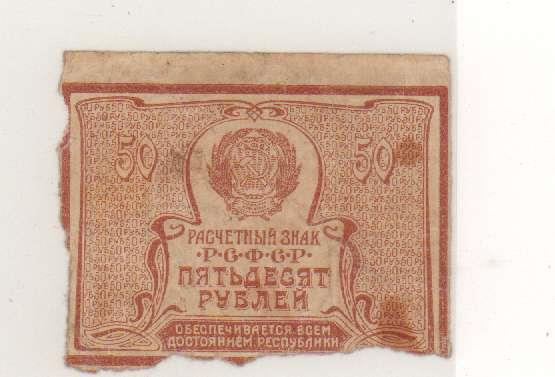 50 50
РАСЧЕТНЫЙ ЗНАК
Р·С·Ф·С·Р·
ПЯТЬДЕСЯТ
РУБЛЕЙ
ОБЕСПЕЧИВАЕТСЯ ВСЕМ
ДОСТОЯНИЕМ РЕСПУБЛИКИ